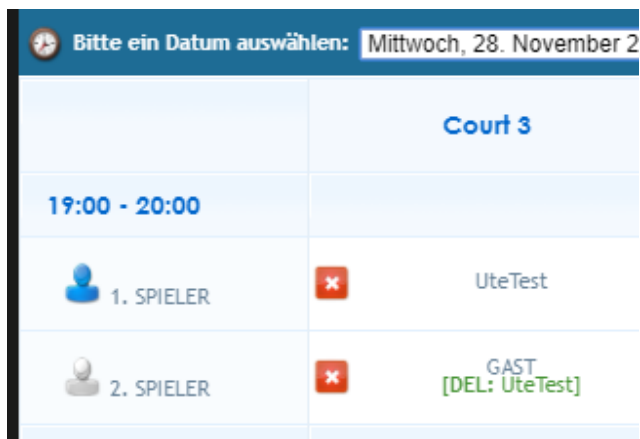 Bitte ein Datum auswählen: Mittwoch, 28. November
Court 3
19:00 - 20:00
1. SPIELER UteTest
2. SPIELER GAST
[DEL: UteTest]